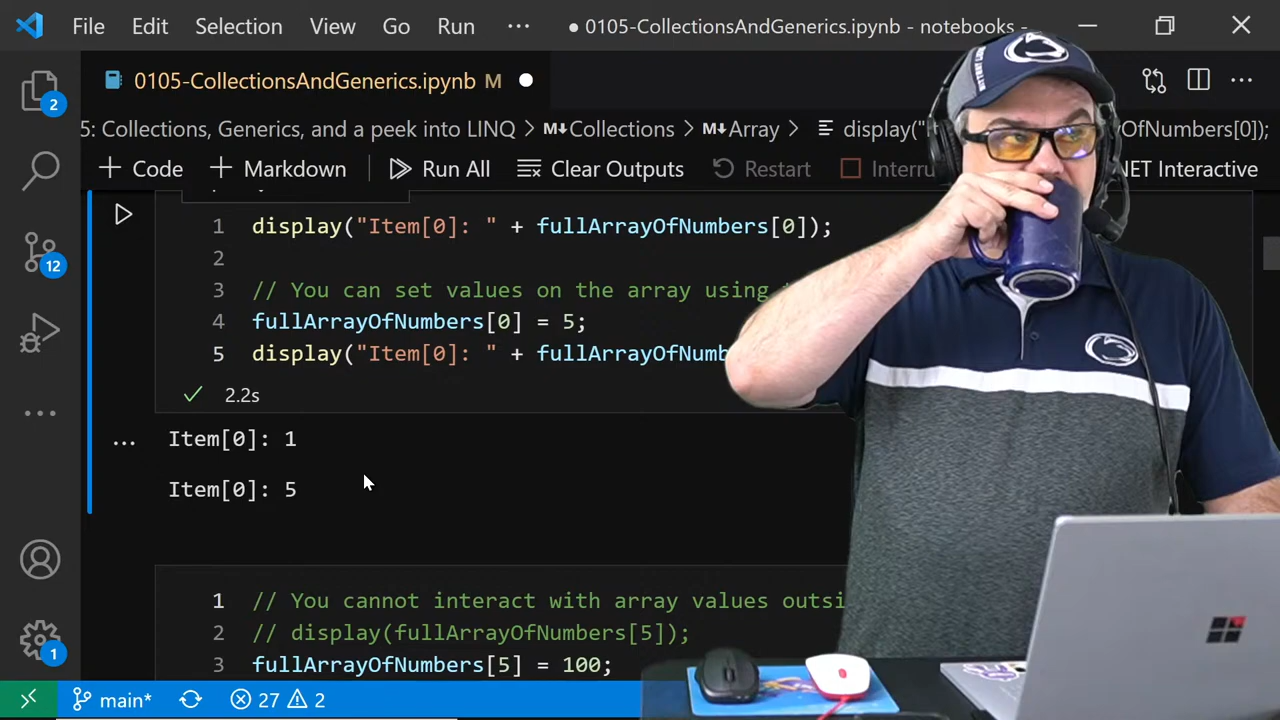 File Edit Selection View Go Run ··· ● 0105-CollectionsAndGenerics.ipynb - notebooks -
0105-CollectionsAndGenerics.ipynb M
5: Collections, Generics, and a peek into LINQ > M↓Collections > M↓Array > display("I OfNumbers[0]);
+ Code + Markdown Run All Clear Outputs Restart Interru NET Interactive
1 display("Item[0]: " + fullArrayOfNumbers[0]);
2
3 // You can set values on the array using
4 fullArrayOfNumbers[0] = 5;
5 display("Item[0]: " + fullArrayOfNumb
2.2s
Item[0]: 1
Item[0]: 5
1 // You cannot interact with array values outsi
2 // display(fullArrayOfNumbers[5]);
3 fullArrayOfNumbers[5] = 100;
2
12
1
main* 27 2